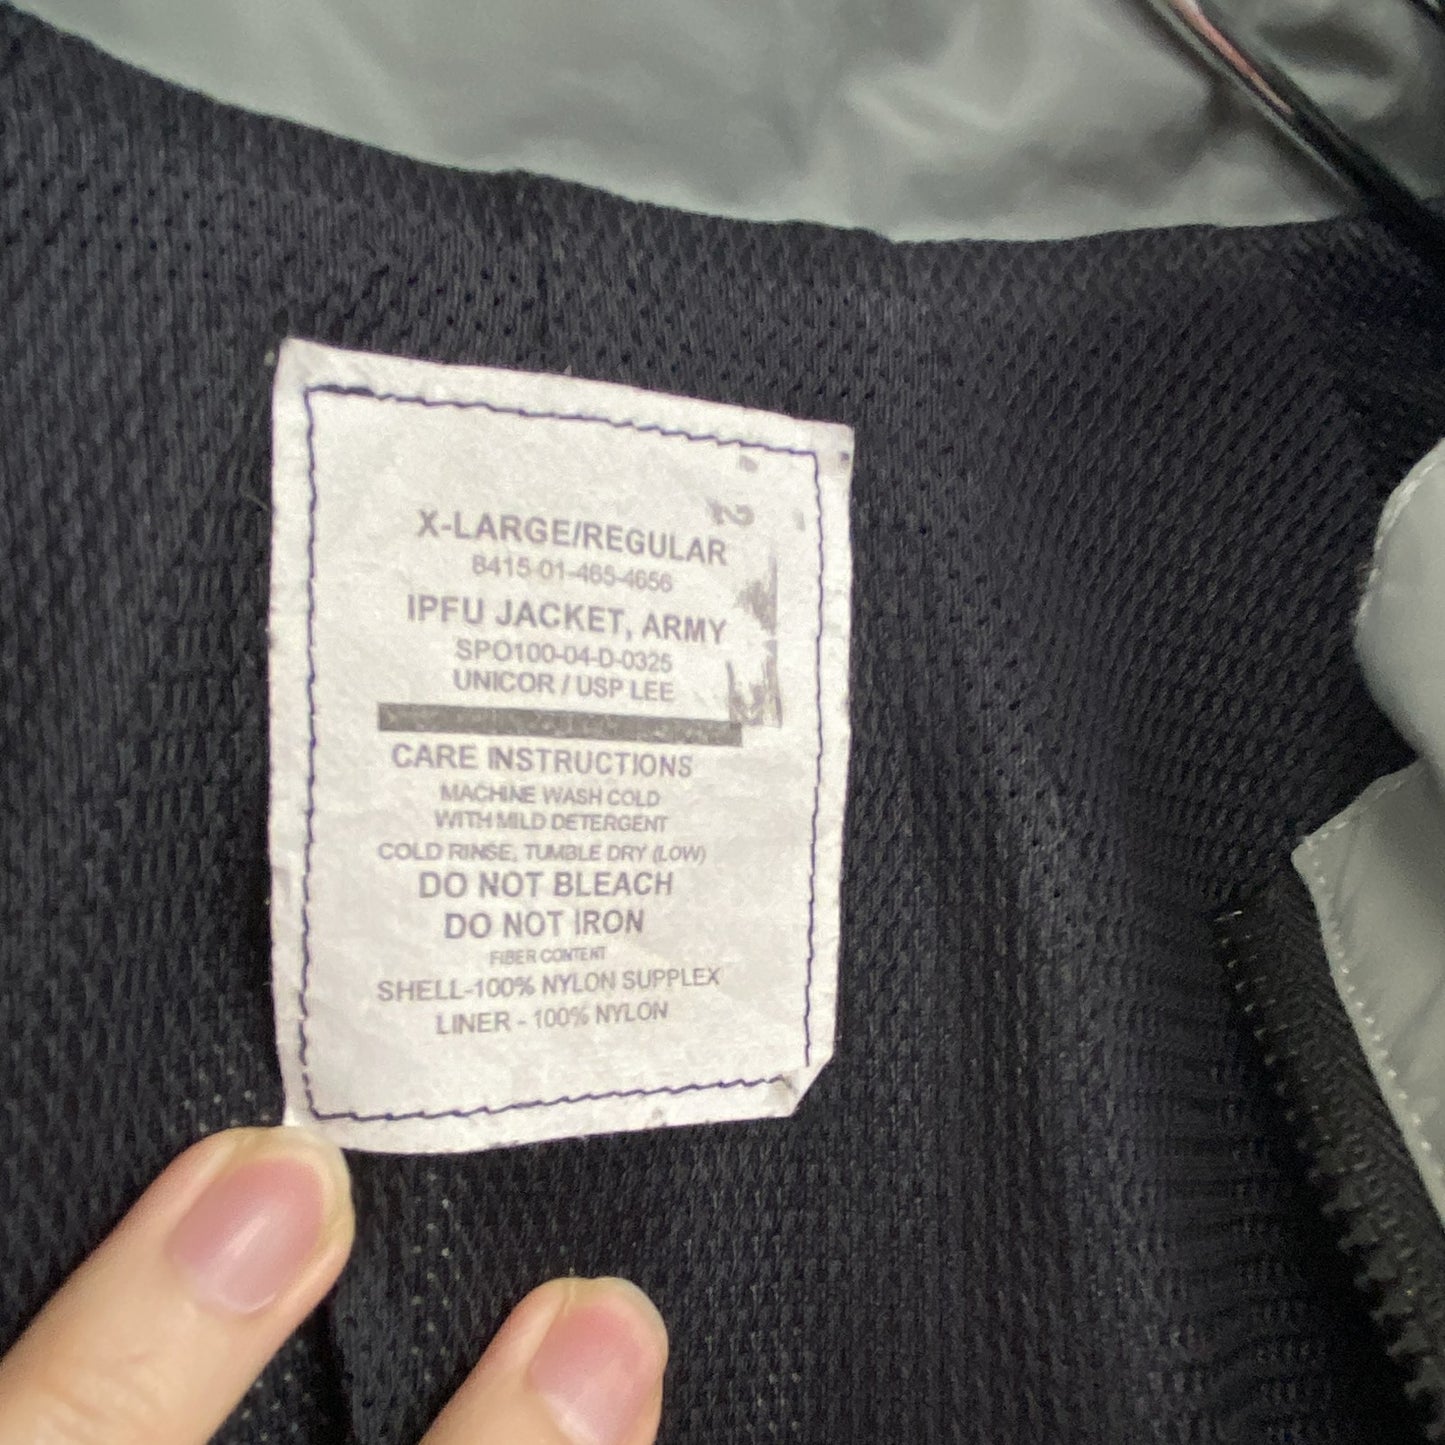 X-LARGE/REGULAR
8415-01-465-4656
IPFU JACKET, ARMY
SPO100-04-D-0325
UNICOR / USP LEE
CARE INSTRUCTIONS
MACHINE WASH COLD
WITH MILD DETERGENT
COLD RINSE, TUMBLE DRY (LOW)
DO NOT BLEACH
DO NOT IRON
FIBER CONTENT
SHELL-100% NYLON SUPPLEX
LINER - 100% NYLON